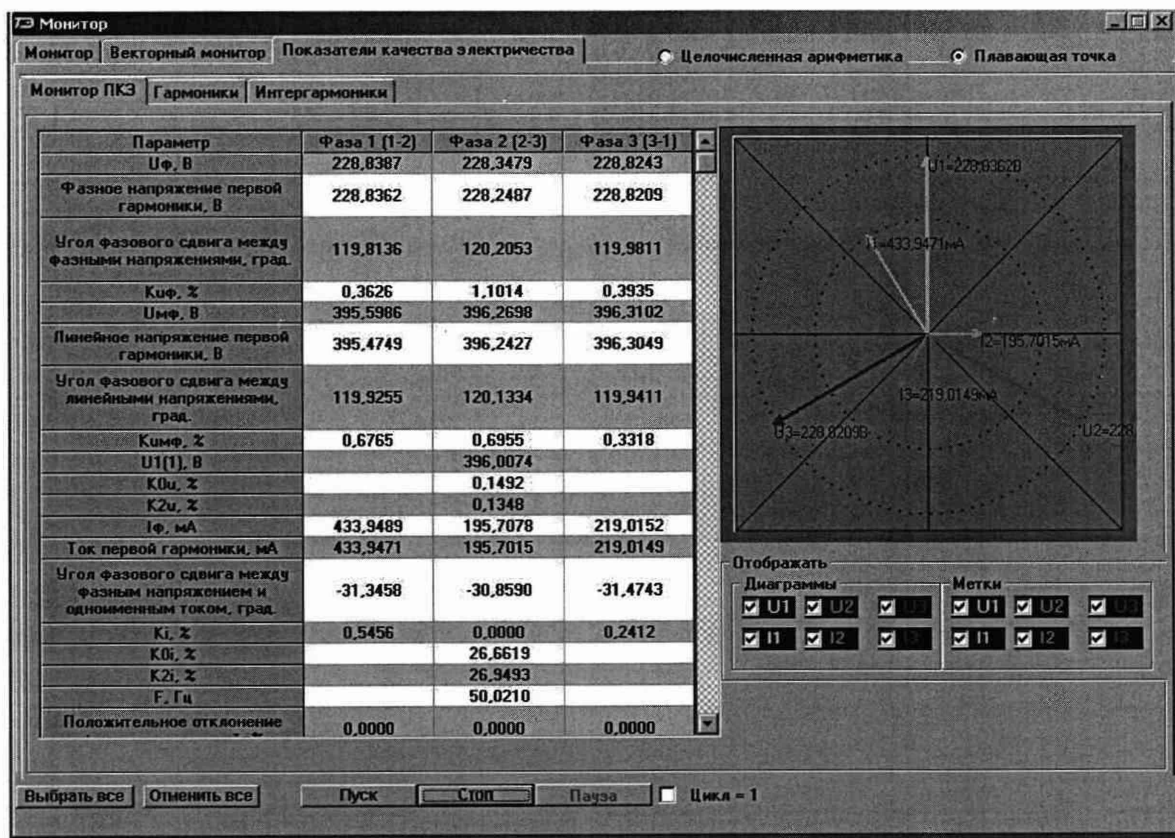 ТЭ Монитор
Монитор Векторный монитор Показатели качества электричества Целочисленная арифметика Плавающая точка
Монитор ПКЭ Гармоники Интергармоники
Параметр Фаза 1 (1-2) Фаза 2 (2-3) Фаза 3 (3-1)
Uф, В 228,8387 228,3479 228,8243
Фазное напряжение первой
гармоники, В 228,8362 228,2487 228,8209
Угол фазового сдвига между
фазными напряжениями, град. 119,8136 120,2053 119,9811
Kuф, % 0,3626 1,1014 0,3935
Uмф, В 395,5986 396,2698 396,3102
Линейное напряжение первой
гармоники, В 395,4749 396,2427 396,3049
Угол фазового сдвига между
линейными напряжениями,
град. 119,9255 120,1334 119,9411
Kuмф, % 0,6765 0,6955 0,3318
U1(1), В 396,0074
K0u, % 0,1492
K2u, % 0,1348
Iф, мА 433,9489 195,7078 219,0152
Ток первой гармоники, мА 433,9471 195,7015 219,0149
Угол фазового сдвига между
фазным напряжением и
одноименным током, град. -31,3458 -30,8590 -31,4743
Ki, % 0,5456 0,0000 0,2412
K0i, % 26,6619
K2i, % 26,9493
F, Гц 50,0210
Положительное отклонение
0,0000 0,0000 0,0000
U1=228,8362В
I1=433,9471мА
I2=195,7015мА
I3=219,0149мА
U3=228,8209В
U2=228,
Отображать
Диаграммы Метки
U1 U2 U3 U1 U2 U3
I1 I2 I3 I1 I2 I3
Выбрать все Отменить все Пуск Стоп Пауза Цикл = 1